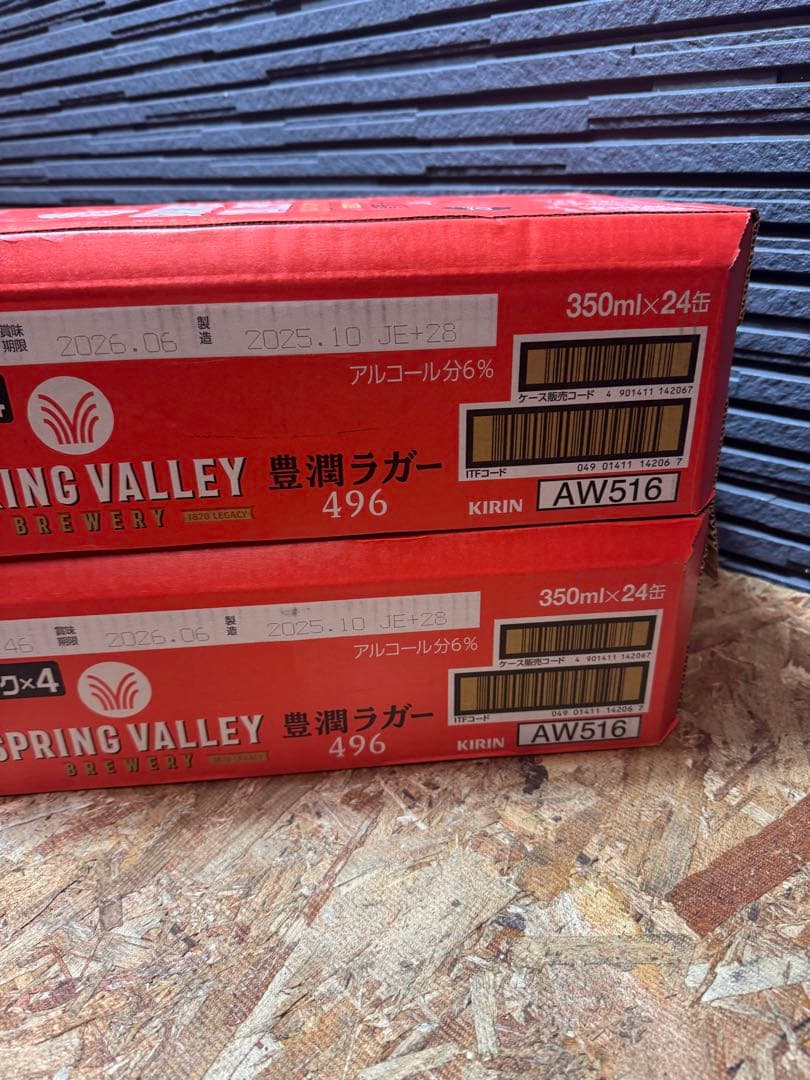 賞味期限 2026.06 製造 2025.10 JE+28
350ml×24缶
アルコール分6%
ケース販売コード 4 901411 142067
ITFコード 049 01411 14206 7
RING VALLEY
BREWERY 1870 LEGACY
豊潤ラガー
496
KIRIN AW516
46 賞味期限 2026.06 製造 2025.10 JE+28
350ml×24缶
アルコール分6%
ケース販売コード 4 901411 142067
ITFコード 049 01411 14206 7
ク×4
SPRING VALLEY
BREWERY
豊潤ラガー
496
KIRIN AW516